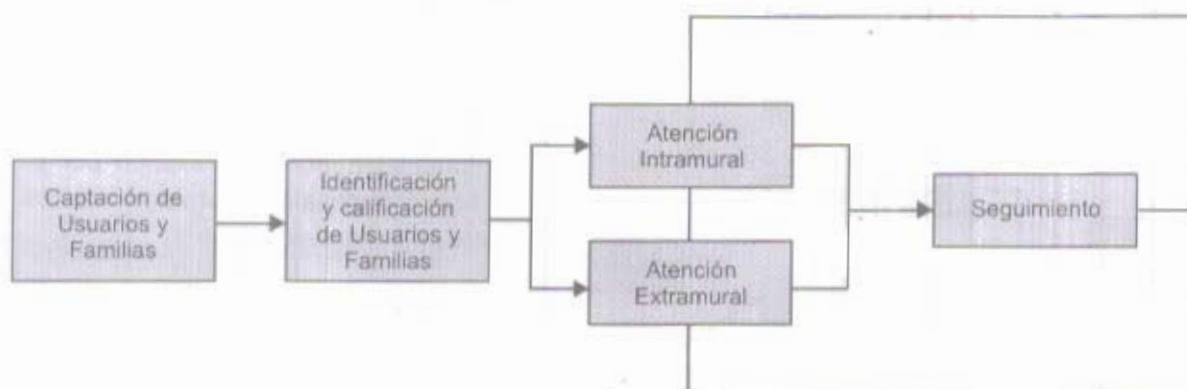 Captación de
Usuarios y
Familias
Identificación
y calificación
de Usuarios y
Familias
Atención
Intramural
Atención
Extramural
Seguimiento